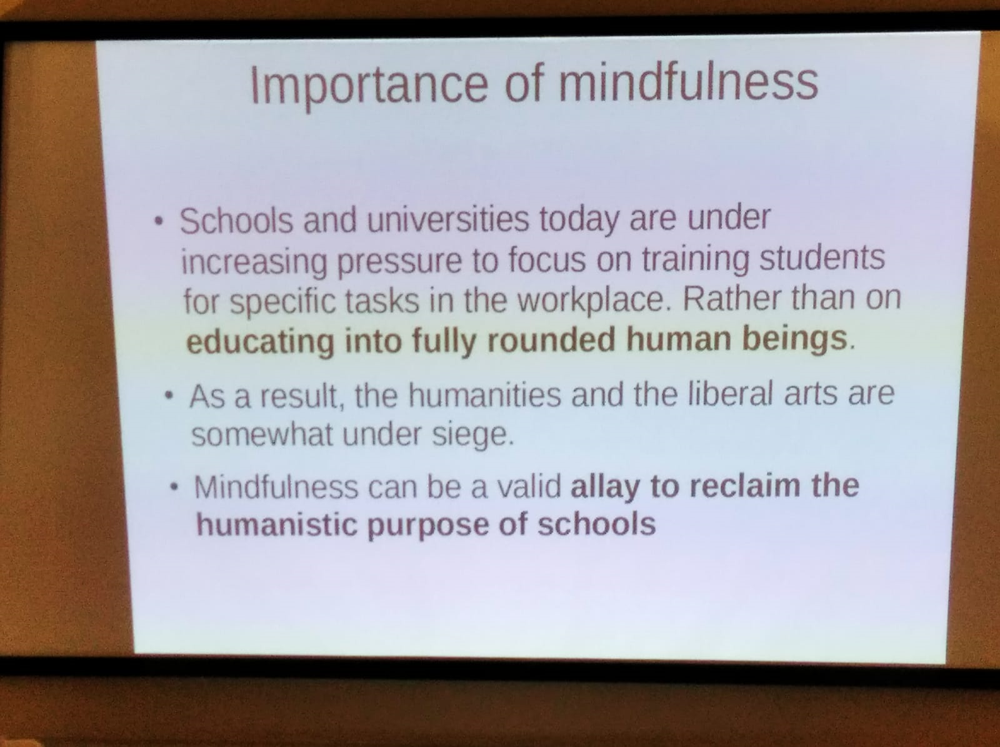 Importance of mindfulness
• Schools and universities today are under
increasing pressure to focus on training students
for specific tasks in the workplace. Rather than on
educating into fully rounded human beings.
• As a result, the humanities and the liberal arts are
somewhat under siege.
• Mindfulness can be a valid allay to reclaim the
humanistic purpose of schools